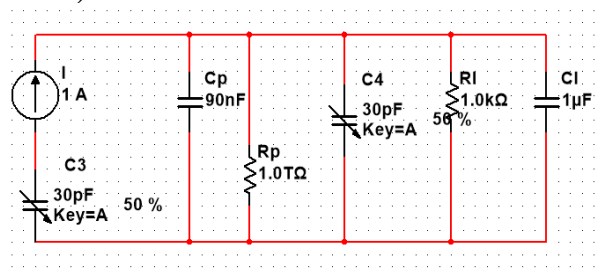 I
1 A
C3
30pF
Key=A
50 %
Cp
90nF
Rp
1.0TΩ
C4
30pF
Key=A
50 %
Rl
1.0kΩ
Cl
1µF